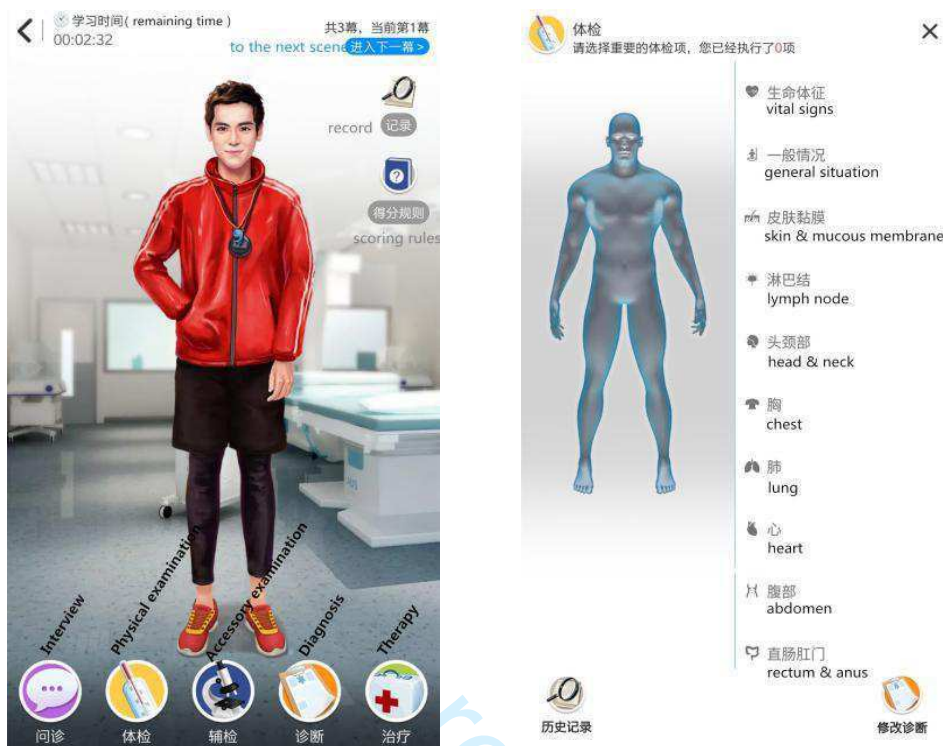 学习时间( remaining time )
00:02:32
共3幕，当前第1幕
to the next scene 进入下一幕 >
record 记录
得分规则
scoring rules
Interview
Physical examination
Accessory examination
Diagnosis
Therapy
问诊
体检
辅检
诊断
治疗
体检
请选择重要的体检项，您已经执行了0项
生命体征
vital signs
一般情况
general situation
皮肤黏膜
skin & mucous membrane
淋巴结
lymph node
头颈部
head & neck
胸
chest
肺
lung
心
heart
腹部
abdomen
直肠肛门
rectum & anus
历史记录
修改诊断